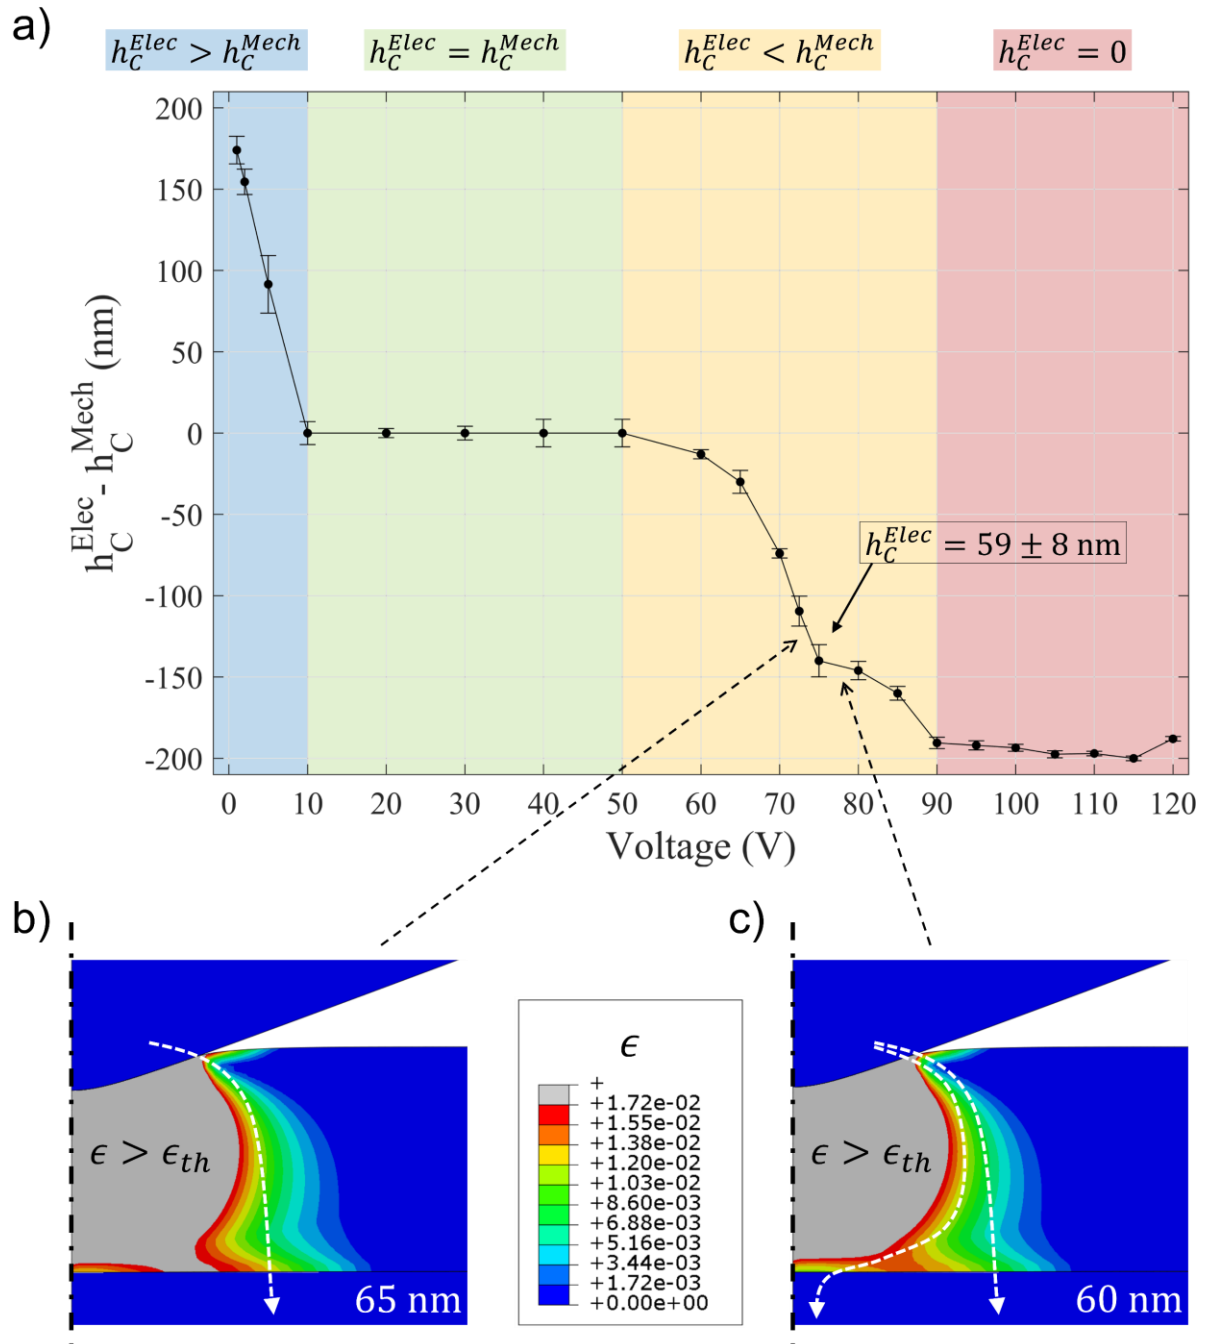 a)
h_C^Elec > h_C^Mech
h_C^Elec = h_C^Mech
h_C^Elec < h_C^Mech
h_C^Elec = 0
200
150
100
50
0
-50
-100
-150
-200
h_C^Elec - h_C^Mech (nm)
h_C^Elec = 59 ± 8 nm
0 10 20 30 40 50 60 70 80 90 100 110 120
Voltage (V)
b)
ϵ > ϵ_th
65 nm
ϵ
+
+1.72e-02
+1.55e-02
+1.38e-02
+1.20e-02
+1.03e-02
+8.60e-03
+6.88e-03
+5.16e-03
+3.44e-03
+1.72e-03
+0.00e+00
c)
ϵ > ϵ_th
60 nm